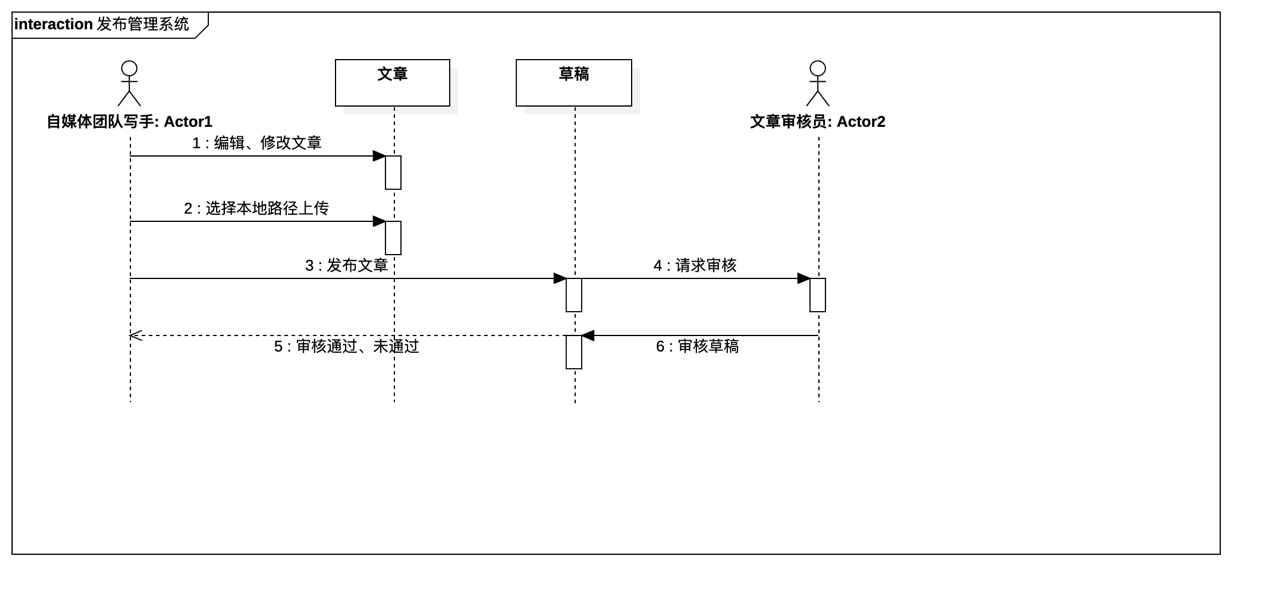 interaction 发布管理系统
文章
草稿
自媒体团队写手: Actor1
文章审核员: Actor2
1 : 编辑、修改文章
2 : 选择本地路径上传
3 : 发布文章
4 : 请求审核
5 : 审核通过、未通过
6 : 审核草稿